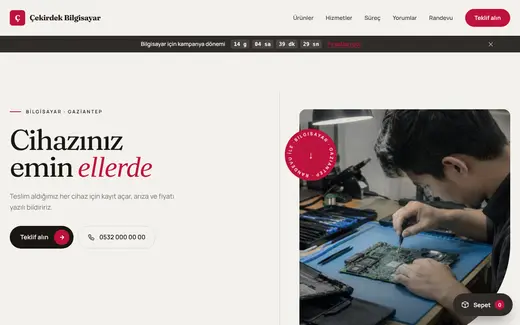 Ç Çekirdek Bilgisayar
Ürünler Hizmetler Süreç Yorumlar Randevu Teklif alın
Bilgisayar için kampanya dönemi 14 g 04 sa 39 dk 29 sn
BİLGİSAYAR · GAZİANTEP
Cihazınız
emin ellerde
Teslim aldığımız her cihaz için kayıt açar, arıza ve fiyatı
yazılı bildiririz.
Teklif alın
0532 000 00 00
BİLGİSAYAR · GAZİANTEP · RANDEVU İLE ·
Sepet 0